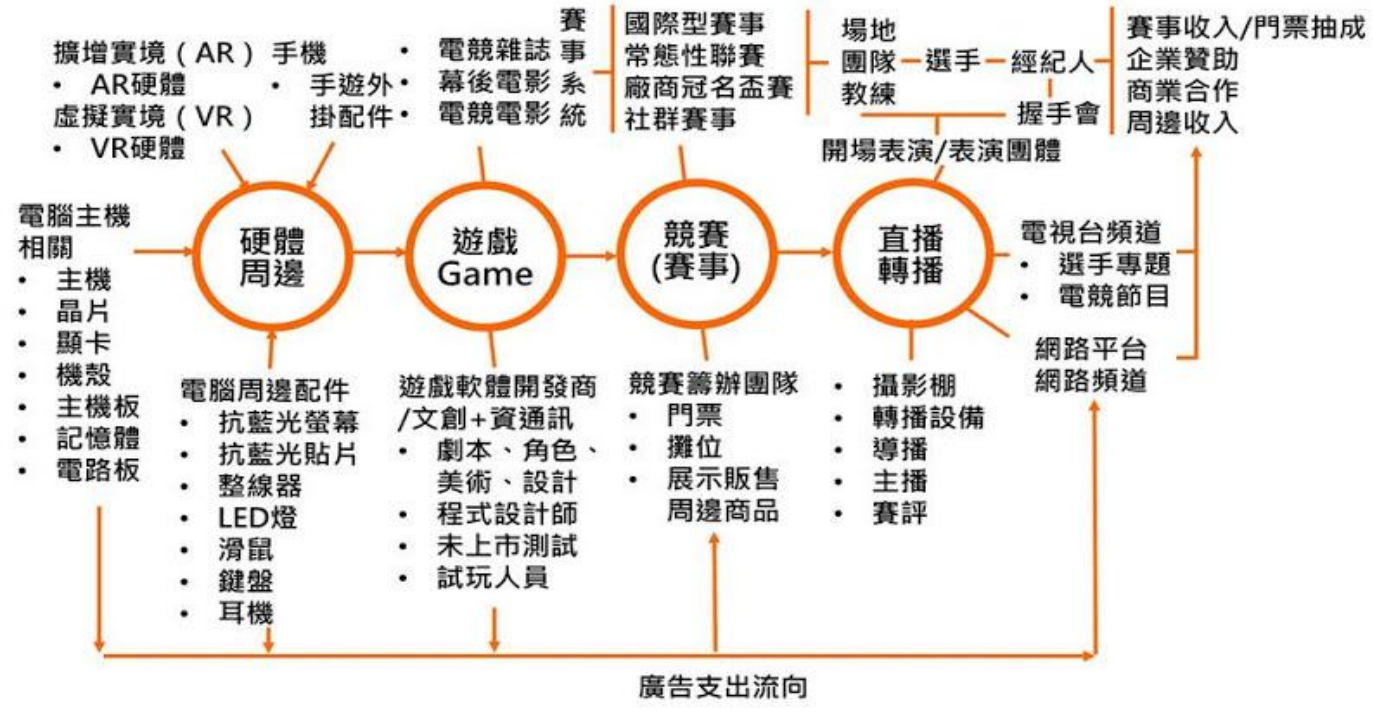 擴增實境（AR）
• AR硬體
虛擬實境（VR）
• VR硬體
手機
• 手遊外
掛配件
• 電競雜誌
• 幕後電影
• 電競電影
賽
事
系
統
國際型賽事
常態性聯賽
廠商冠名盃賽
社群賽事
場地
團隊
教練
選手
經紀人
握手會
開場表演/表演團體
賽事收入/門票抽成
企業贊助
商業合作
周邊收入
電腦主機
相關
• 主機
• 晶片
• 顯卡
• 機殼
• 主機板
• 記憶體
• 電路板
硬體
周邊
遊戲
Game
競賽
(賽事)
直播
轉播
電視台頻道
• 選手專題
• 電競節目
網路平台
網路頻道
電腦周邊配件
• 抗藍光螢幕
• 抗藍光貼片
• 整線器
• LED燈
• 滑鼠
• 鍵盤
• 耳機
遊戲軟體開發商
/文創+資通訊
• 劇本、角色、
美術、設計
• 程式設計師
• 未上市測試
• 試玩人員
競賽籌辦團隊
• 門票
• 攤位
• 展示販售
周邊商品
• 攝影棚
• 轉播設備
• 導播
• 主播
• 賽評
廣告支出流向